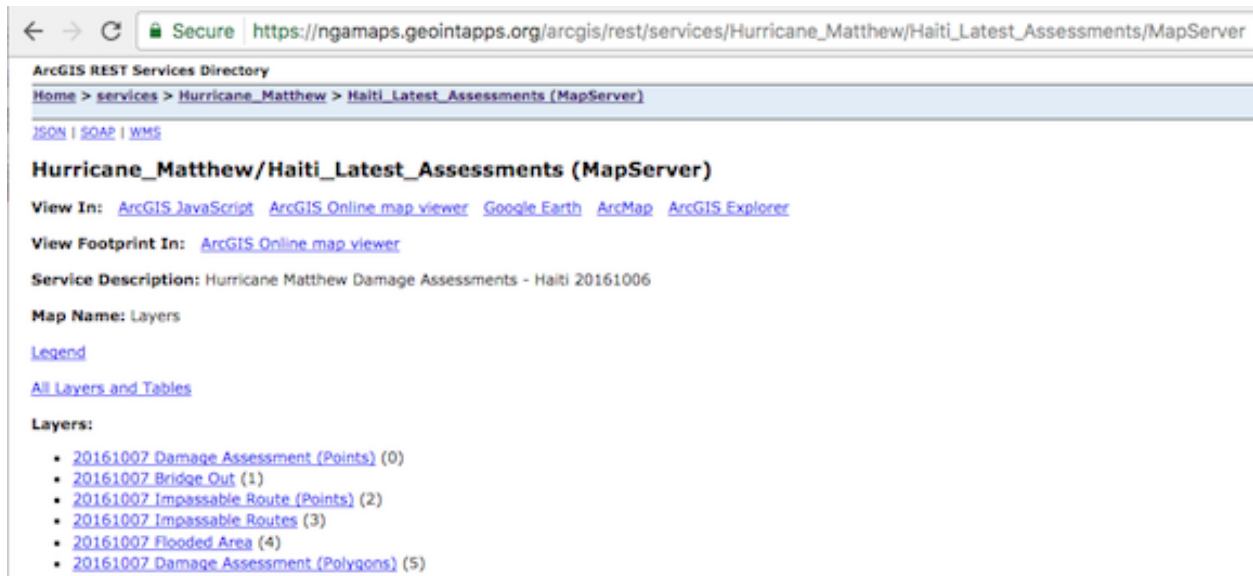 Secure https://ngamaps.geointapps.org/arcgis/rest/services/Hurricane_Matthew/Haiti_Latest_Assessments/MapServer
ArcGIS REST Services Directory
Home > services > Hurricane_Matthew > Haiti_Latest_Assessments (MapServer)
JSON | SOAP | WMS
Hurricane_Matthew/Haiti_Latest_Assessments (MapServer)
View In: ArcGIS JavaScript ArcGIS Online map viewer Google Earth ArcMap ArcGIS Explorer
View Footprint In: ArcGIS Online map viewer
Service Description: Hurricane Matthew Damage Assessments - Haiti 20161006
Map Name: Layers
Legend
All Layers and Tables
Layers:
• 20161007 Damage Assessment (Points) (0)
• 20161007 Bridge Out (1)
• 20161007 Impassable Route (Points) (2)
• 20161007 Impassable Routes (3)
• 20161007 Flooded Area (4)
• 20161007 Damage Assessment (Polygons) (5)